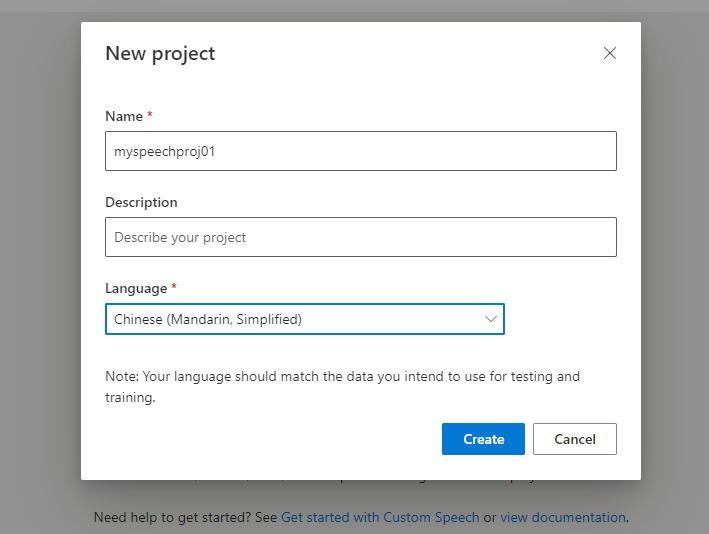 New project
Name *
myspeechproj01
Description
Describe your project
Language *
Chinese (Mandarin, Simplified)
Note: Your language should match the data you intend to use for testing and
training.
Create Cancel
Need help to get started? See Get started with Custom Speech or view documentation.